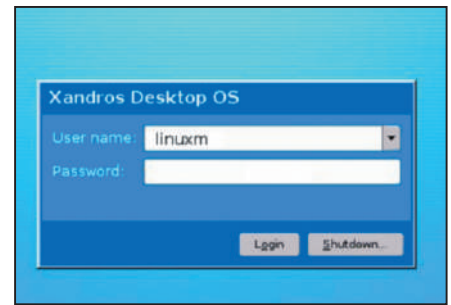 Xandros Desktop OS
User name: linuxm
Password:
Login Shutdown...